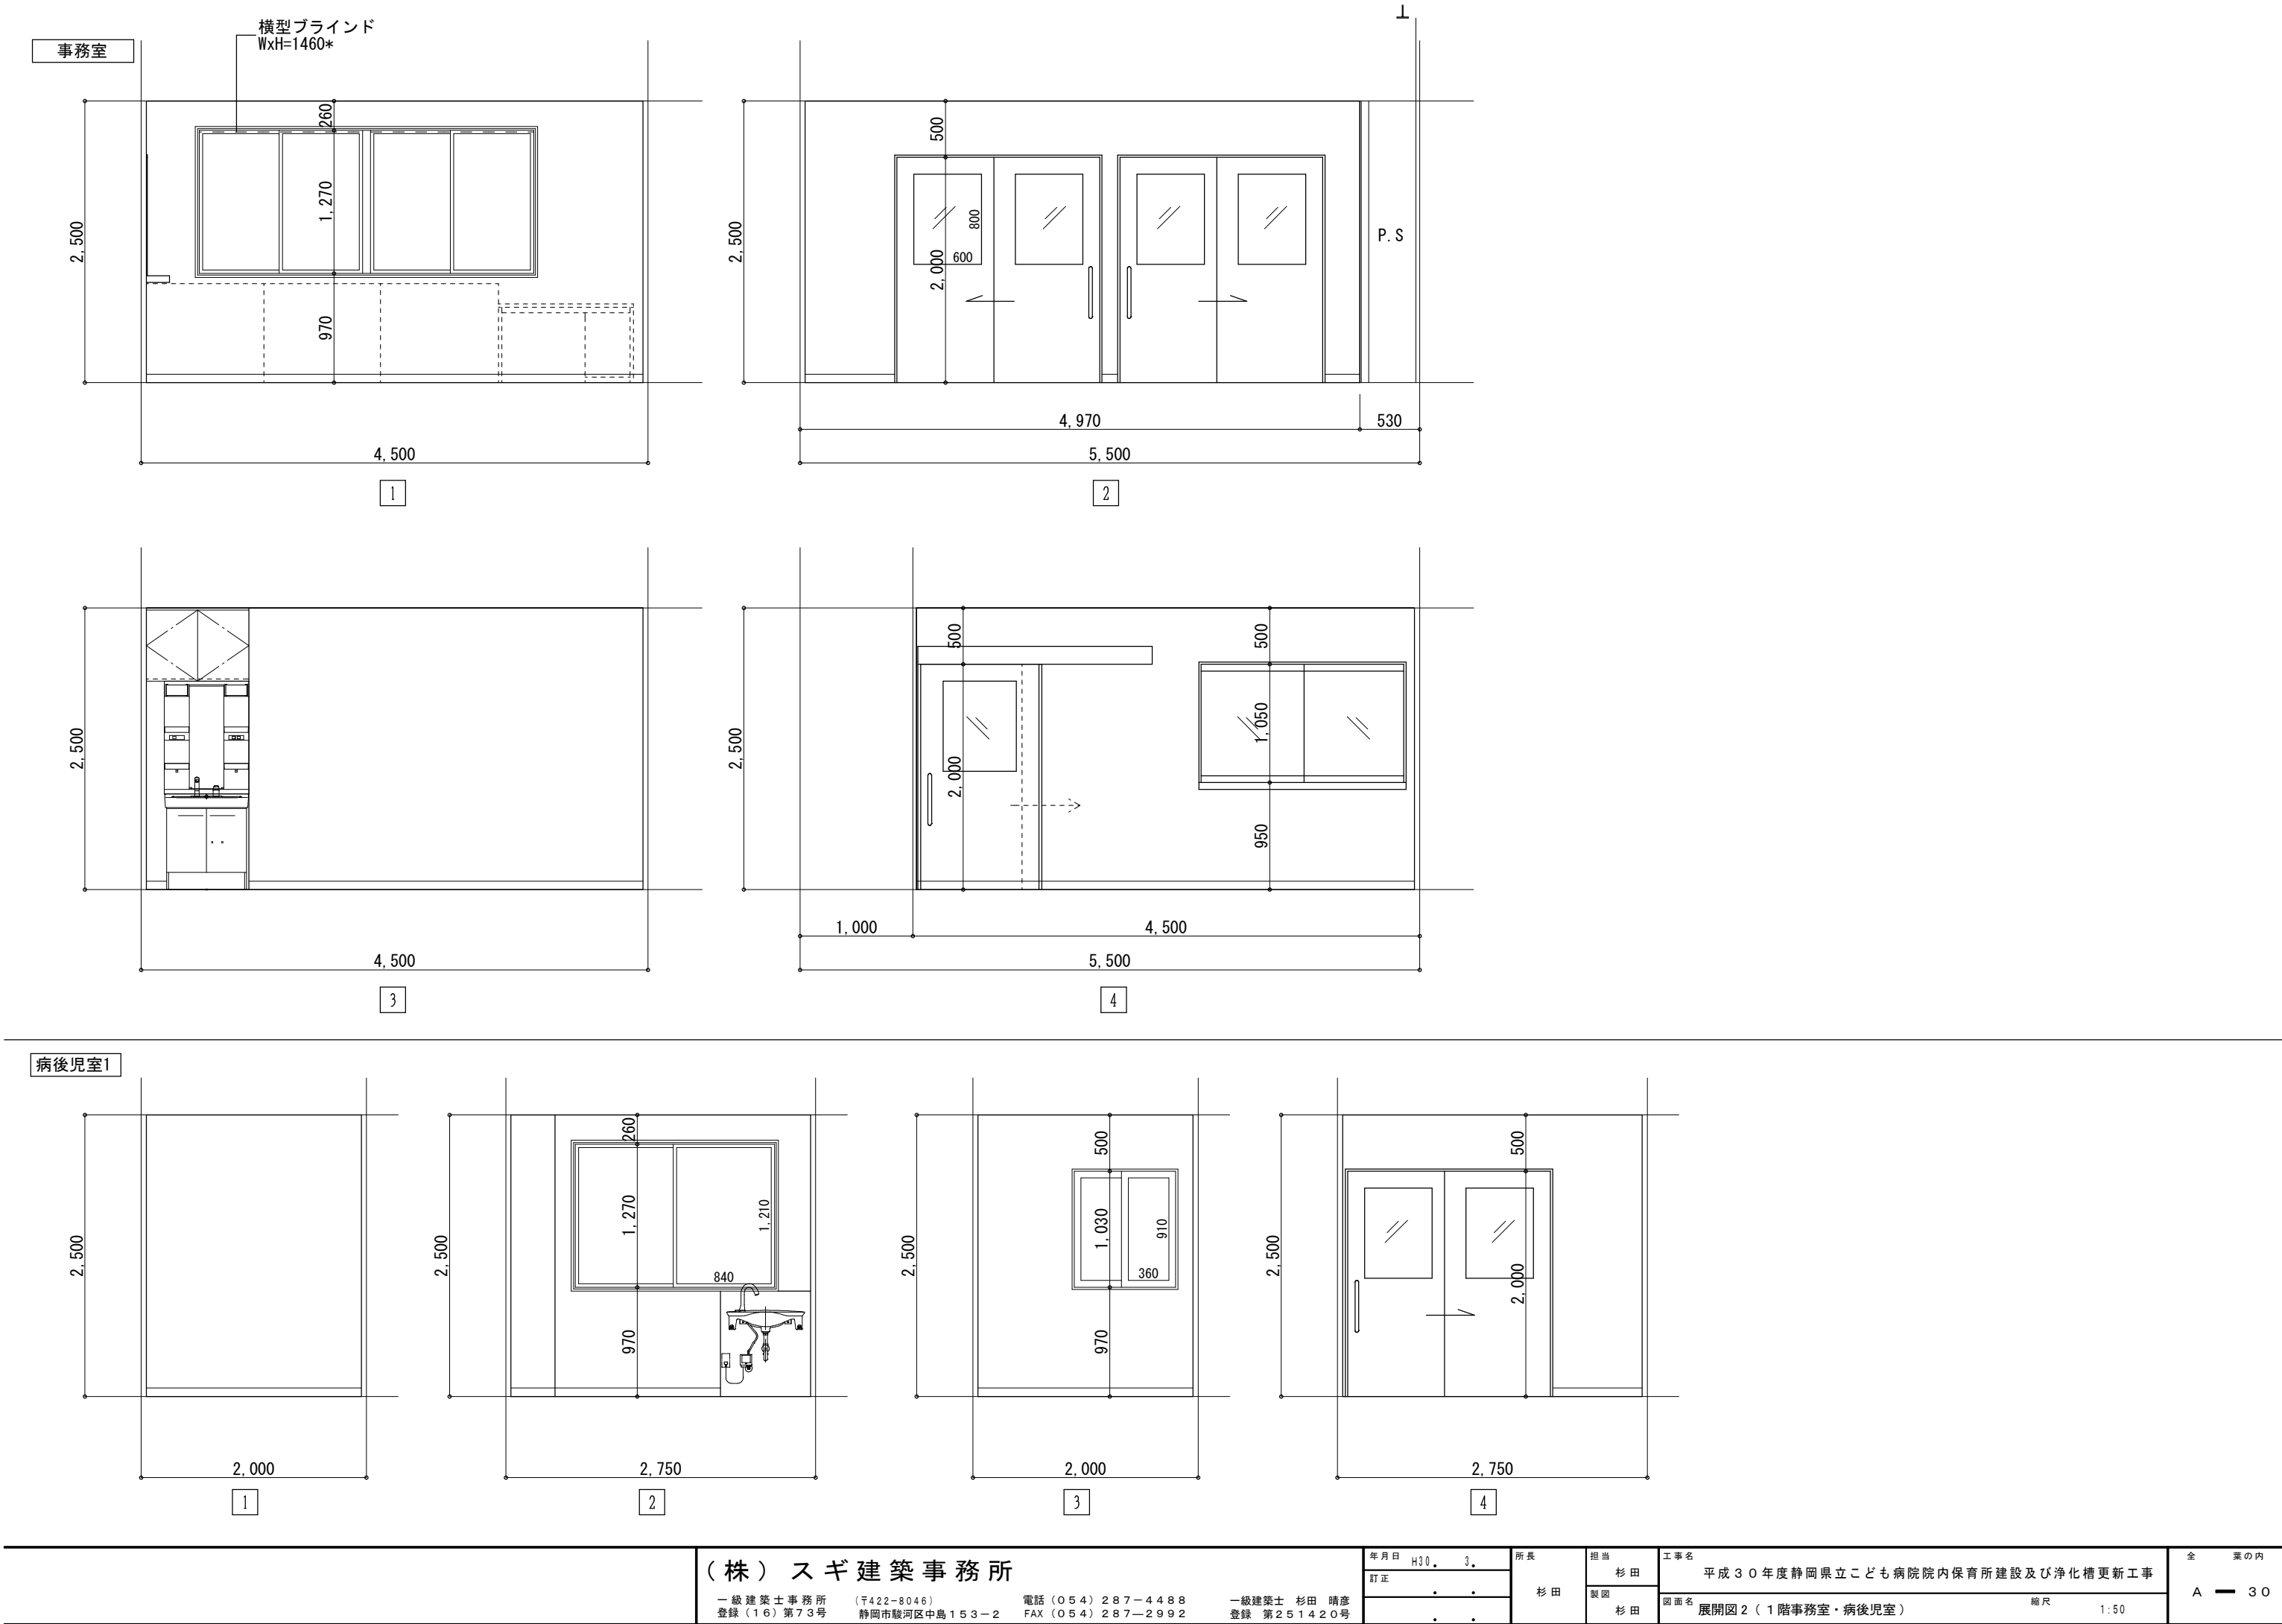 事務室
横型ブラインド
WxH=1460*
260
1,270
970
2,500
4,500
1
500
800
600
2,000
2,500
P.S
4,970
530
5,500
2
2,500
4,500
3
500
2,000
500
1,050
950
2,500
1,000
4,500
5,500
4
病後児室1
2,500
2,000
1
260
1,270
1,210
840
970
2,500
2,750
2
500
1,030
910
360
970
2,500
2,000
3
500
2,000
2,500
2,750
4
(株) スギ建築事務所
一級建築士事務所 (〒422-8046) 電話(054)287-4488 一級建築士 杉田 晴彦
登録(16)第73号 静岡市駿河区中島153-2 FAX(054)287―2992 登録 第251420号
年月日 H30. 3.
訂正
所長
杉田
担当
杉田
製図
杉田
工事名
平成30年度静岡県立こども病院院内保育所建設及び浄化槽更新工事
図面名 展開図2(1階事務室・病後児室) 縮尺 1:50
全 葉の内
A ー 30